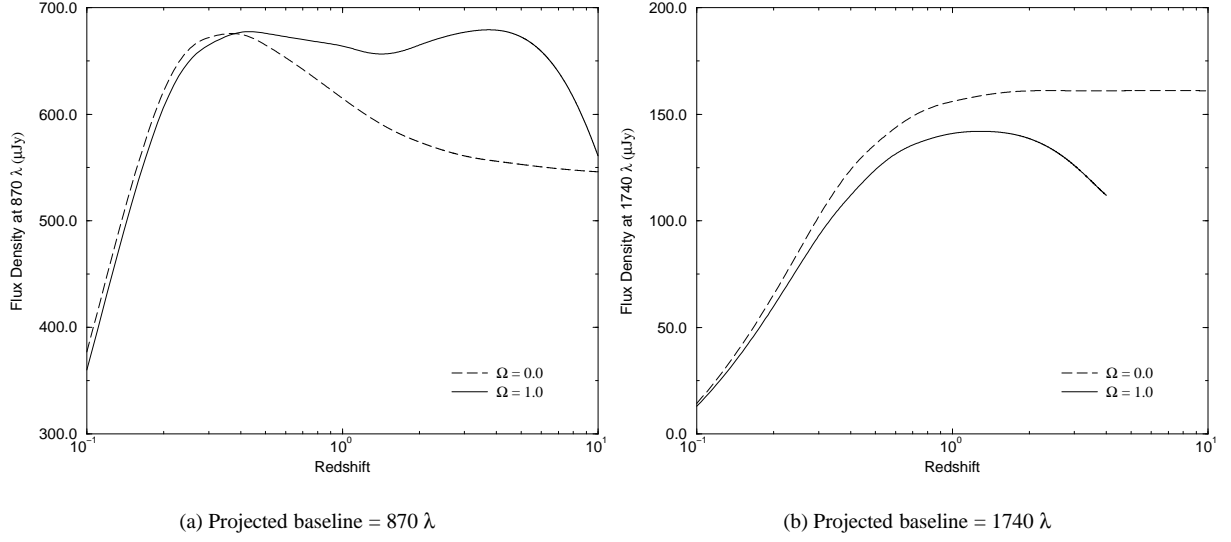 700.0
600.0
500.0
400.0
300.0
Flux Density at 870 λ (μJy)
10⁻¹
10⁰
10¹
Redshift
Ω = 0.0
Ω = 1.0
(a) Projected baseline = 870 λ
200.0
150.0
100.0
50.0
0.0
Flux Density at 1740 λ (μJy)
10⁻¹
10⁰
10¹
Redshift
Ω = 0.0
Ω = 1.0
(b) Projected baseline = 1740 λ